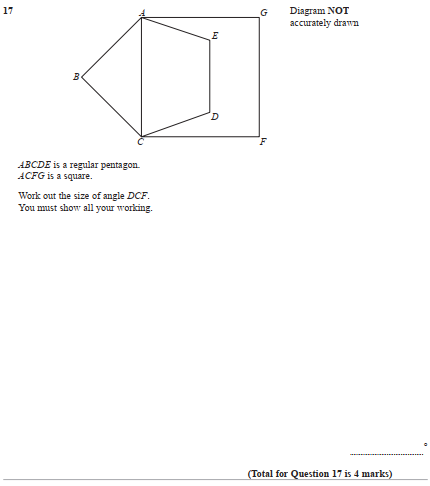 17
Diagram NOT
accurately drawn
A
G
E
B
D
C
F
ABCDE is a regular pentagon.
ACFG is a square.
Work out the size of angle DCF.
You must show all your working.
°
(Total for Question 17 is 4 marks)